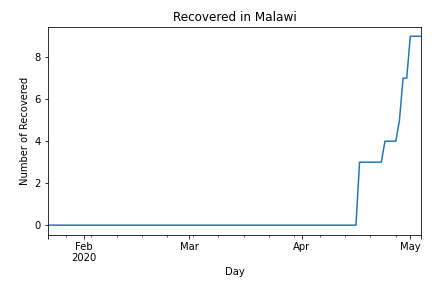 Recovered in Malawi
Number of Recovered
8
6
4
2
0
Feb
2020
Mar
Apr
May
Day